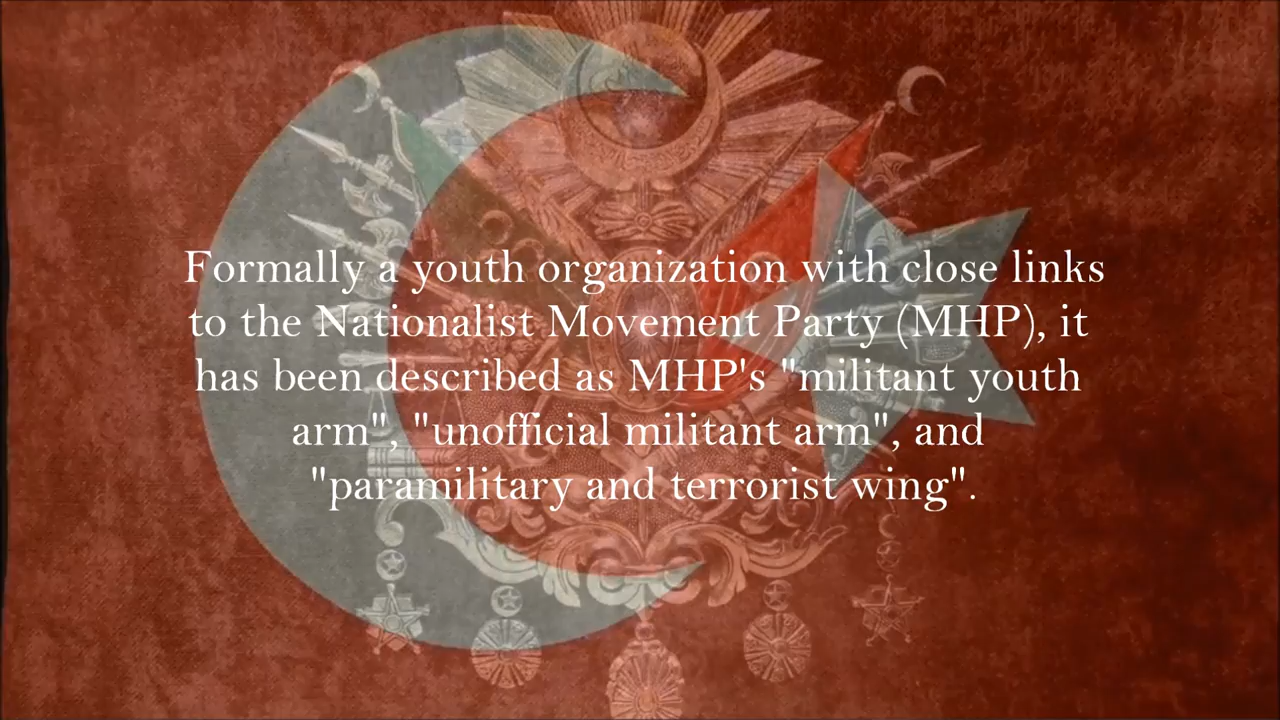 Formally a youth organization with close links
to the Nationalist Movement Party (MHP), it
has been described as MHP's "militant youth
arm", "unofficial militant arm", and
"paramilitary and terrorist wing".